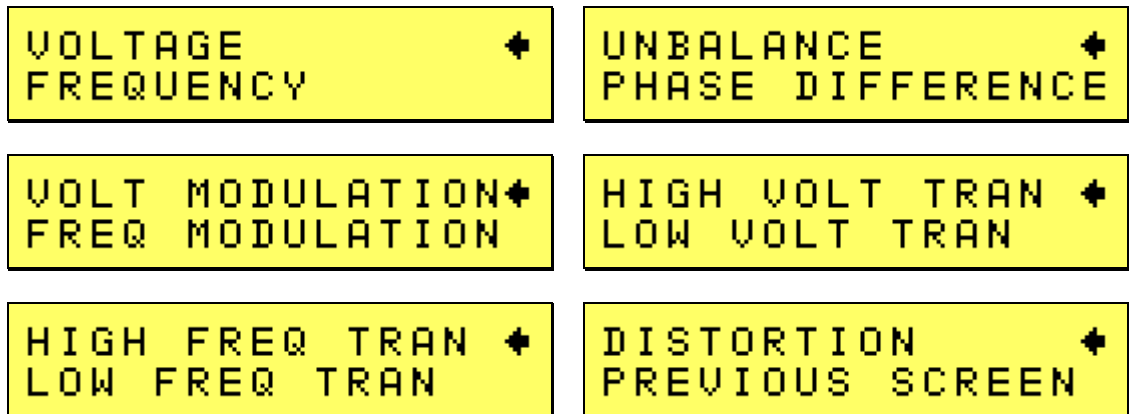 VOLTAGE
FREQUENCY
UNBALANCE
PHASE DIFFERENCE
VOLT MODULATION
FREQ MODULATION
HIGH VOLT TRAN
LOW VOLT TRAN
HIGH FREQ TRAN
LOW FREQ TRAN
DISTORTION
PREVIOUS SCREEN